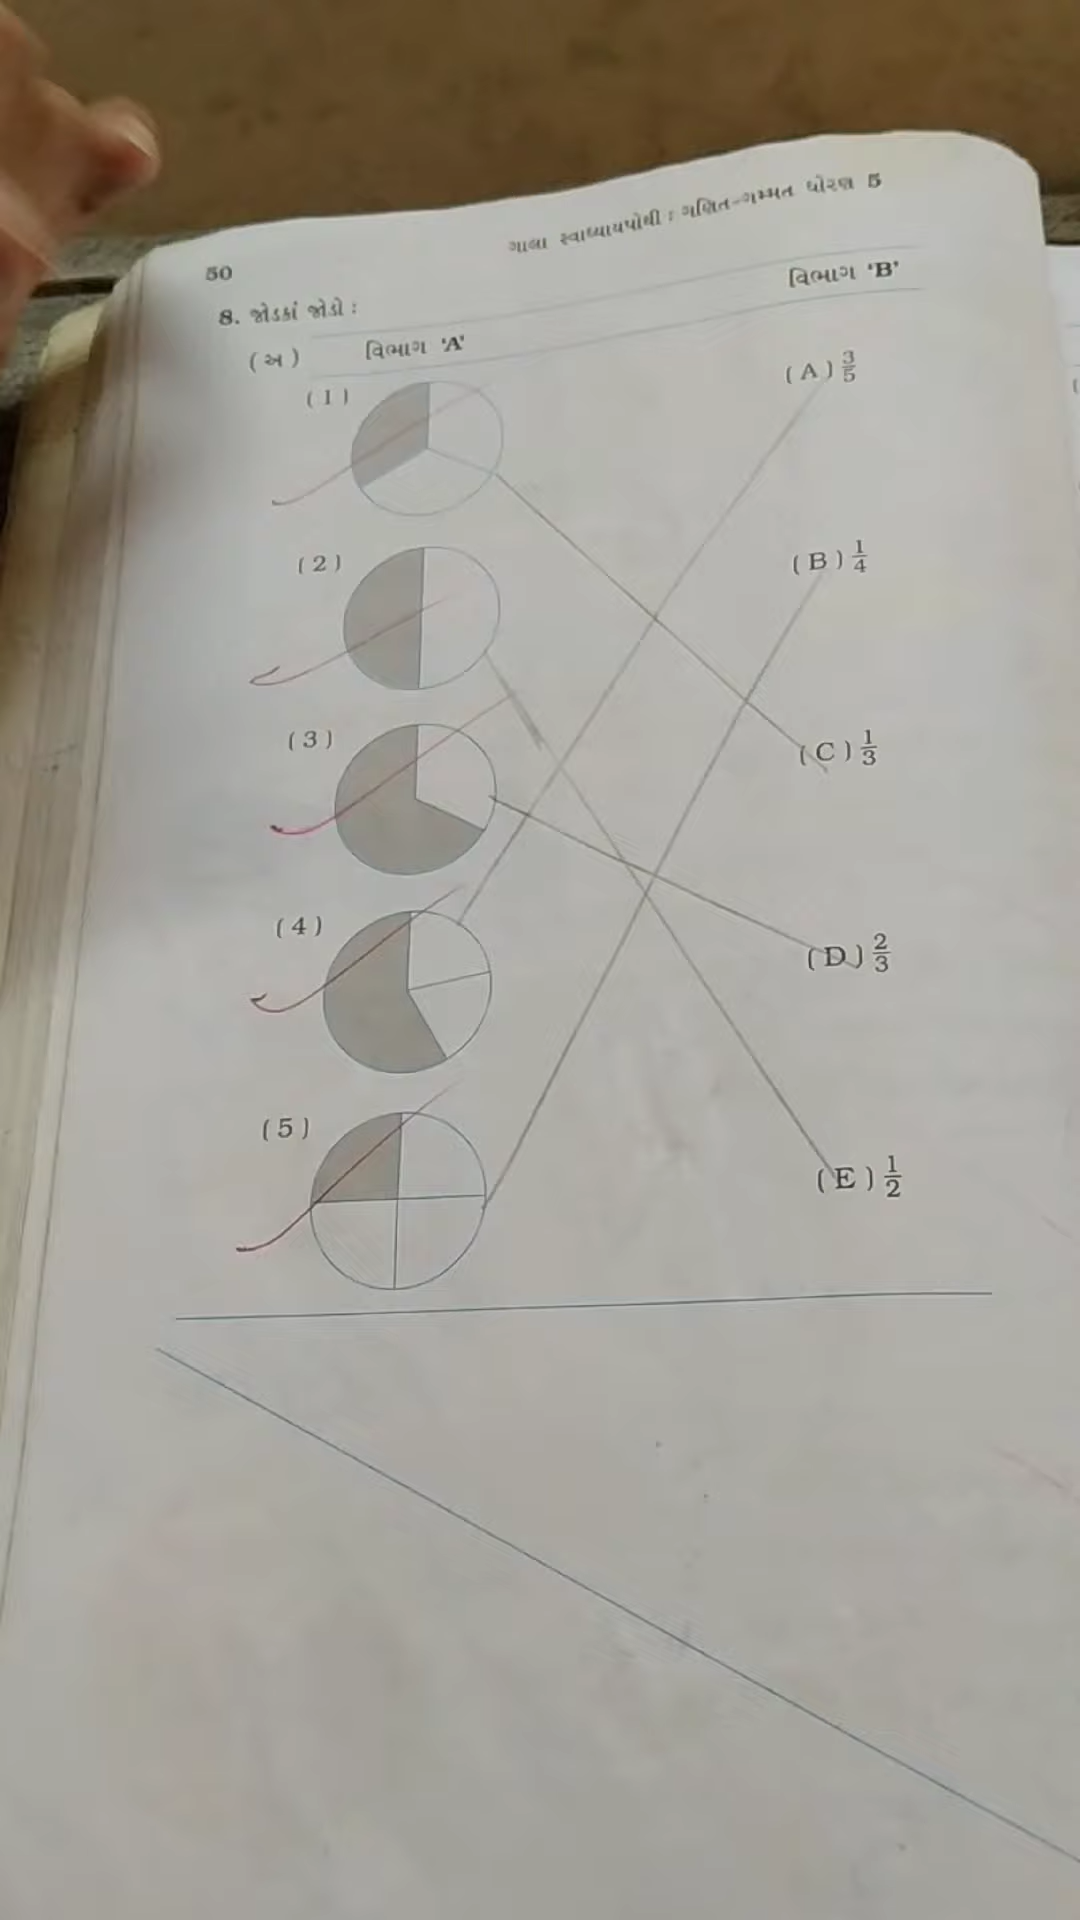 50
ગાલા સ્વાધ્યાયપોથી : ગણિત-ગમ્મત ધોરણ 5
8. જોડકાં જોડો :
(અ) વિભાગ 'A' વિભાગ 'B'
(1) (A) 3/5
(2) (B) 1/4
(3) (C) 1/3
(4) (D) 2/3
(5) (E) 1/2